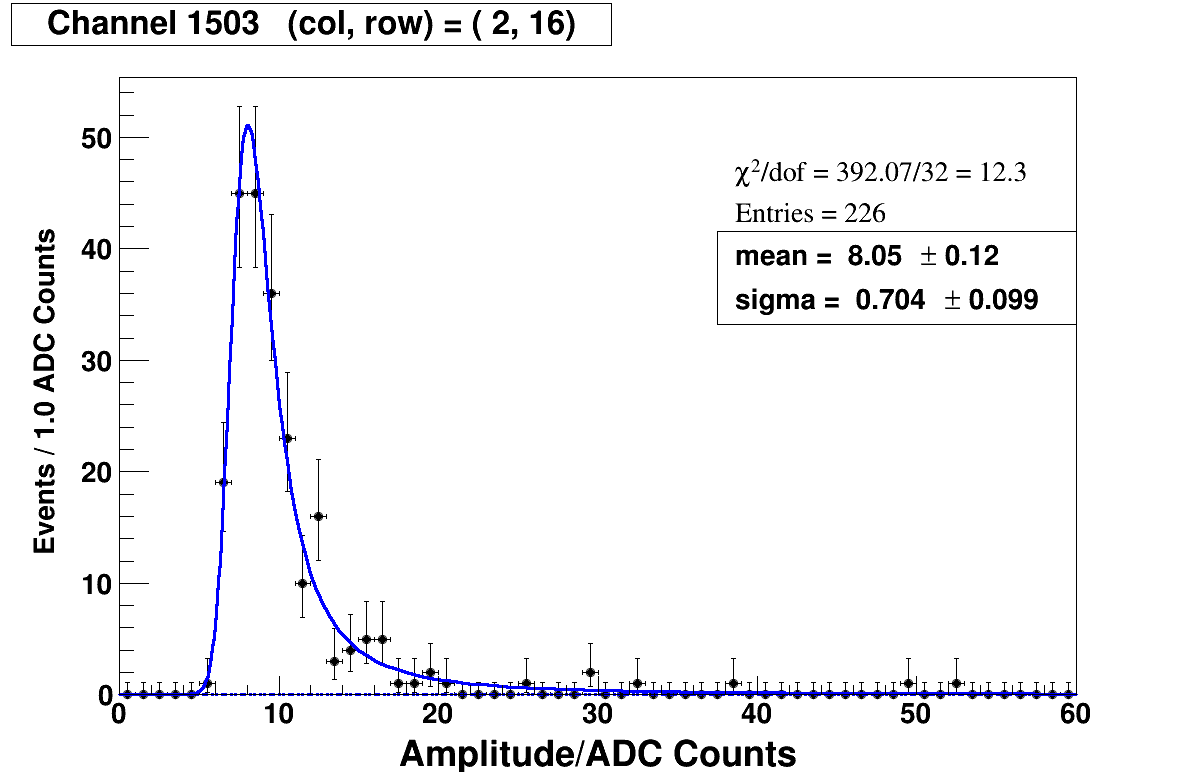 Channel 1503 (col, row) = ( 2, 16)
χ²/dof = 392.07/32 = 12.3
Entries = 226
mean = 8.05 ± 0.12
sigma = 0.704 ± 0.099
Events / 1.0 ADC Counts
50
40
30
20
10
0
0 10 20 30 40 50 60
Amplitude/ADC Counts